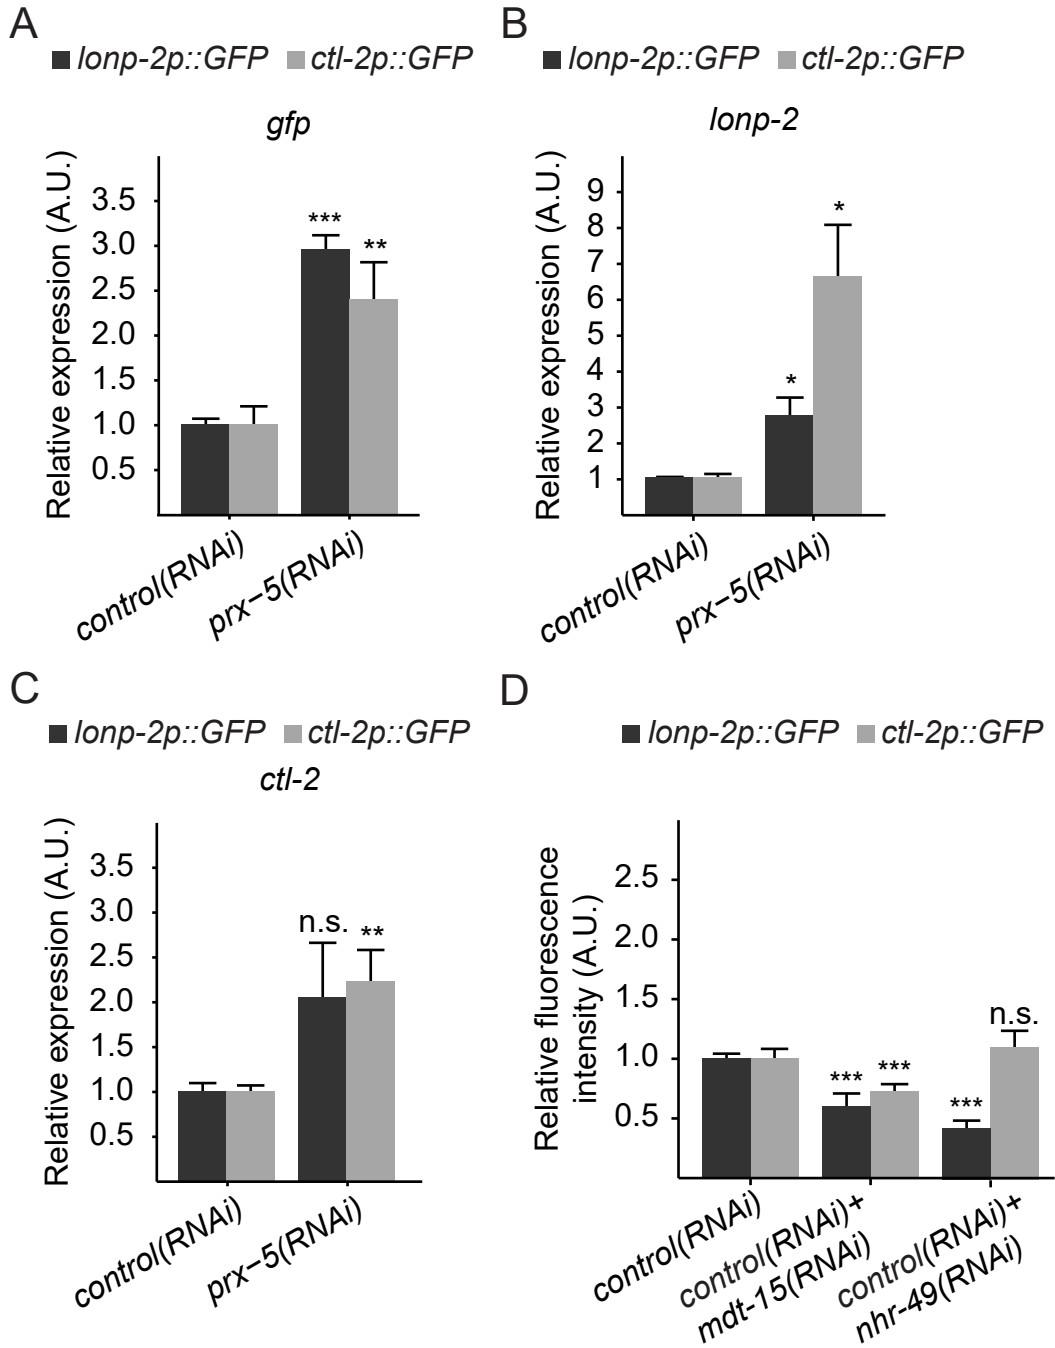 A
lonp-2p::GFP ctl-2p::GFP
gfp
Relative expression (A.U.)
3.5
3.0
2.5
2.0
1.5
1.0
0.5
***
**
control(RNAi)
prx−5(RNAi)
B
lonp-2p::GFP ctl-2p::GFP
lonp-2
Relative expression (A.U.)
9
8
7
6
5
4
3
2
1
*
*
control(RNAi)
prx−5(RNAi)
C
lonp-2p::GFP ctl-2p::GFP
ctl-2
Relative expression (A.U.)
3.5
3.0
2.5
2.0
1.5
1.0
0.5
n.s.
**
control(RNAi)
prx−5(RNAi)
D
lonp-2p::GFP ctl-2p::GFP
Relative fluorescence
intensity (A.U.)
2.5
2.0
1.5
1.0
0.5
***
***
***
n.s.
control(RNAi)
control(RNAi)+
mdt-15(RNAi)
control(RNAi)+
nhr-49(RNAi)